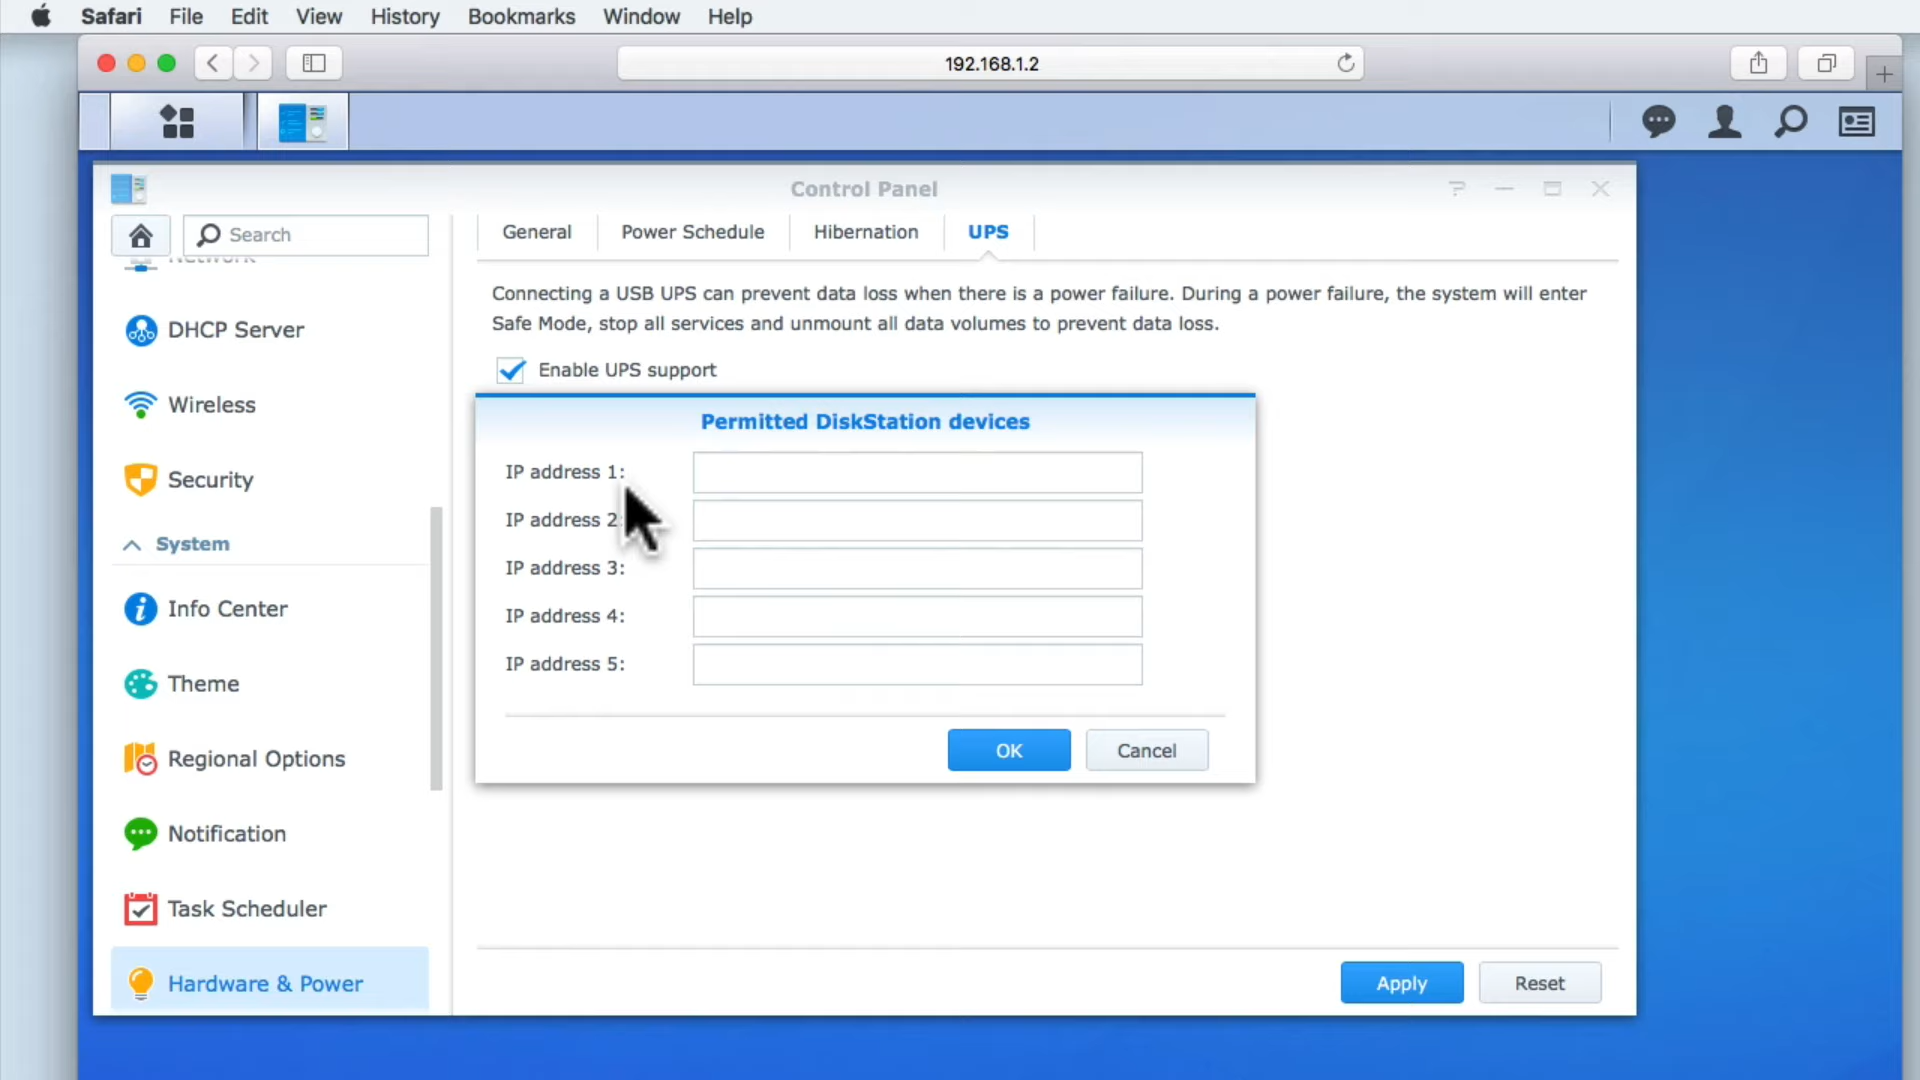 Safari File Edit View History Bookmarks Window Help
192.168.1.2
Control Panel
Search
General Power Schedule Hibernation UPS
Network
DHCP Server
Wireless
Security
System
Info Center
Theme
Regional Options
Notification
Task Scheduler
Hardware & Power
Connecting a USB UPS can prevent data loss when there is a power failure. During a power failure, the system will enter
Safe Mode, stop all services and unmount all data volumes to prevent data loss.
Enable UPS support
Permitted DiskStation devices
IP address 1:
IP address 2:
IP address 3:
IP address 4:
IP address 5:
OK Cancel
Apply Reset